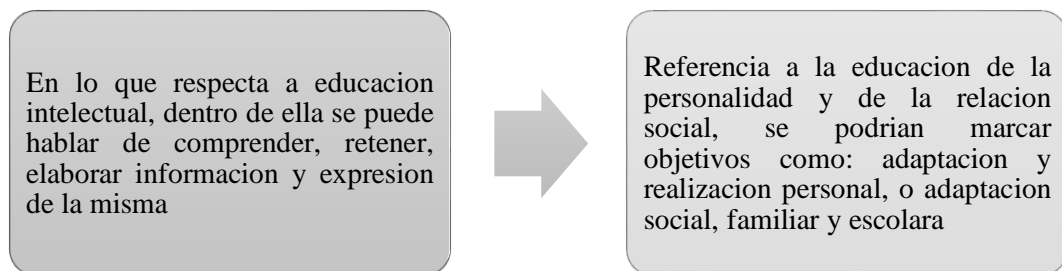 En lo que respecta a educacion
intelectual, dentro de ella se puede
hablar de comprender, retener,
elaborar informacion y expresion
de la misma
Referencia a la educacion de la
personalidad y de la relacion
social, se podrian marcar
objetivos como: adaptacion y
realizacion personal, o adaptacion
social, familiar y escolara